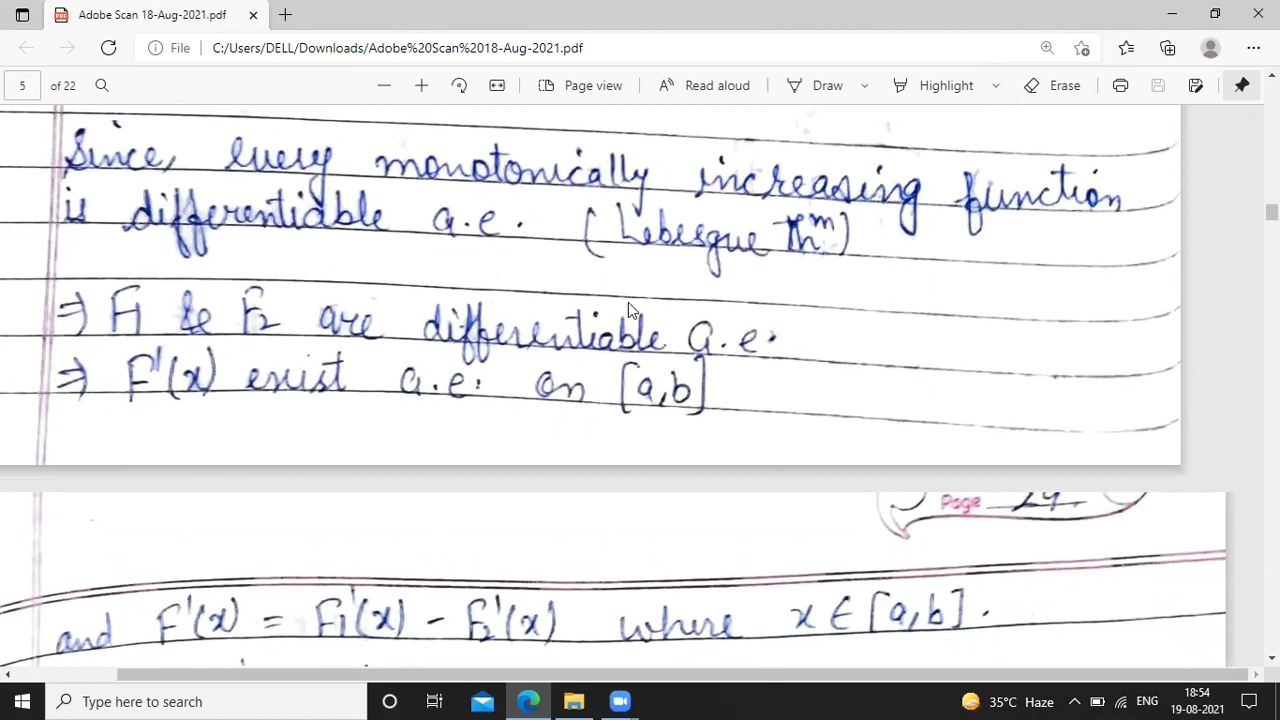 Adobe Scan 18-Aug-2021.pdf
File C:/Users/DELL/Downloads/Adobe%20Scan%2018-Aug-2021.pdf
5 of 22 Page view Read aloud Draw Highlight Erase
Since, every monotonically increasing function
is differentiable a.e. (Lebesgue Thᵐ)
⇒ F₁ & F₂ are differentiable a.e.
⇒ F'(x) exist a.e. on [a,b]
Page 24
and F'(x) = F₁'(x) - F₂'(x) where x ∈ [a,b].
Type here to search 35°C Haze ENG 18:54
19-08-2021